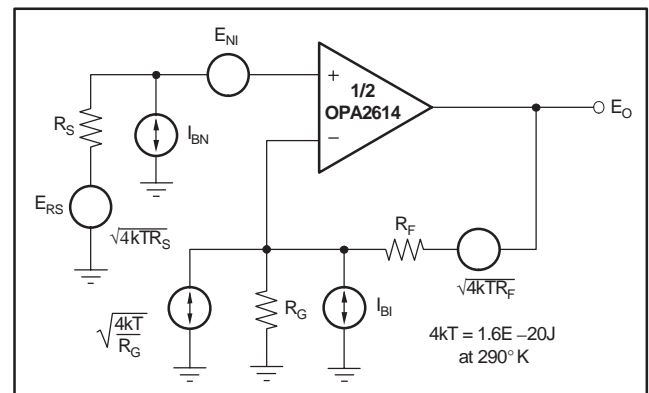 E_NI
+
1/2
OPA2614
−
E_O
R_S
I_BN
E_RS
√4kTR_S
R_F
√4kTR_F
√4kT/R_G
R_G
I_BI
4kT = 1.6E −20J
at 290° K